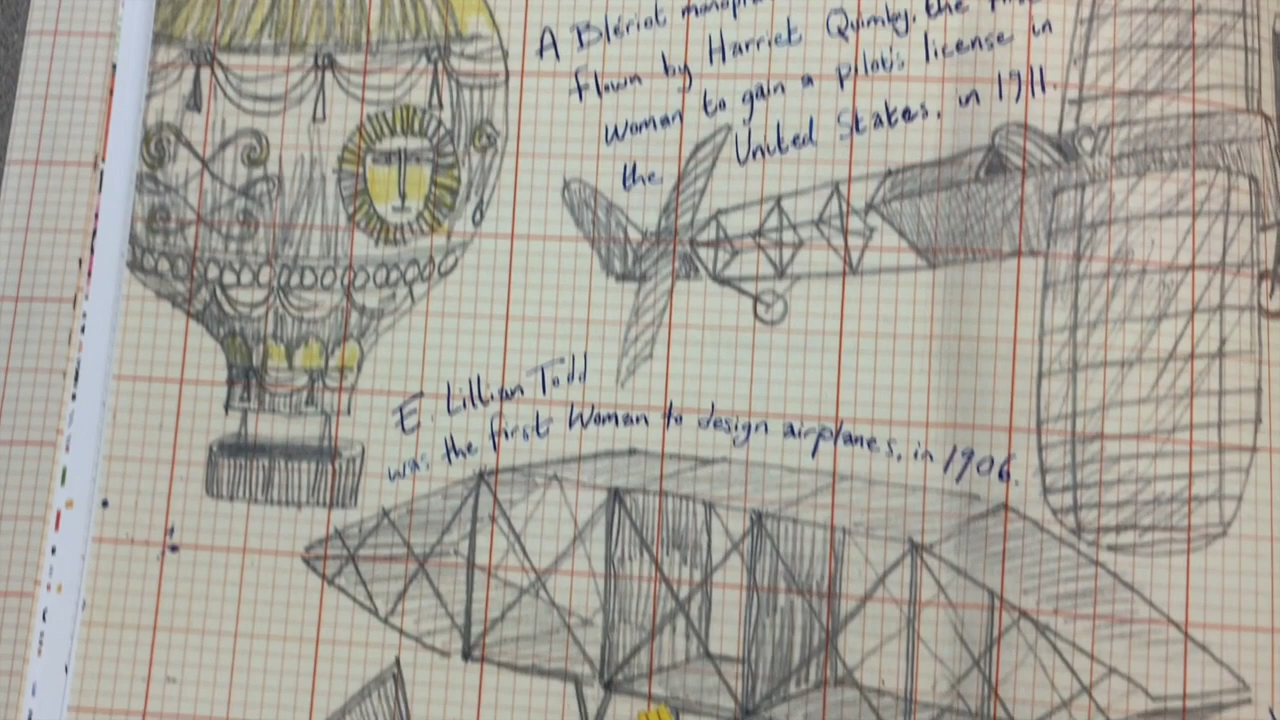 A Blériot
flown by Harriet Quimby, the
Woman to gain a pilot's license in
the United States, in 1911.
E. Lillian Todd
was the first Woman to design airplanes, in 1906.